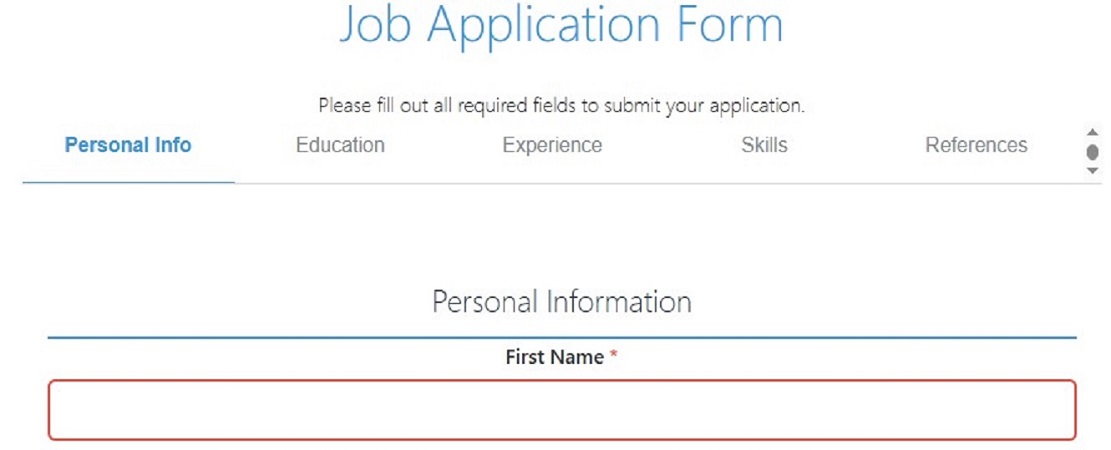 Job Application Form
Please fill out all required fields to submit your application.
Personal Info Education Experience Skills References
Personal Information
First Name *